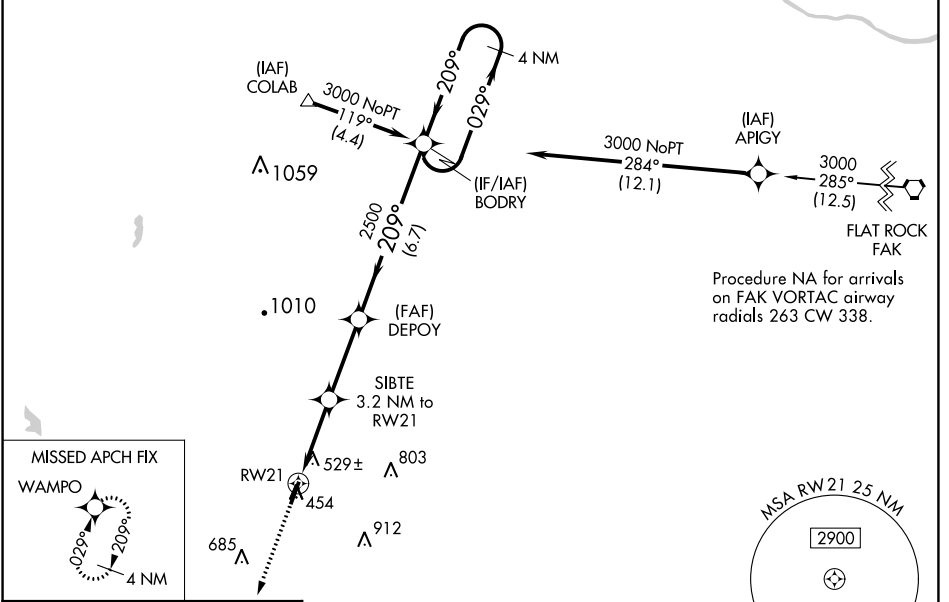 4 NM
209°
029°
(IAF)
COLAB
3000 NoPT
119°
(4.4)
1059
(IF/IAF)
BODRY
3000 NoPT
284°
(12.1)
(IAF)
APIGY
3000
285°
(12.5)
FLAT ROCK
FAK
Procedure NA for arrivals
on FAK VORTAC airway
radials 263 CW 338.
2500
209°
(6.7)
1010
(FAF)
DEPOY
SIBTE
3.2 NM to
RW21
RW21
529±
803
454
912
685
MISSED APCH FIX
WAMPO
029°
209°
4 NM
MSA RW21 25 NM
2900